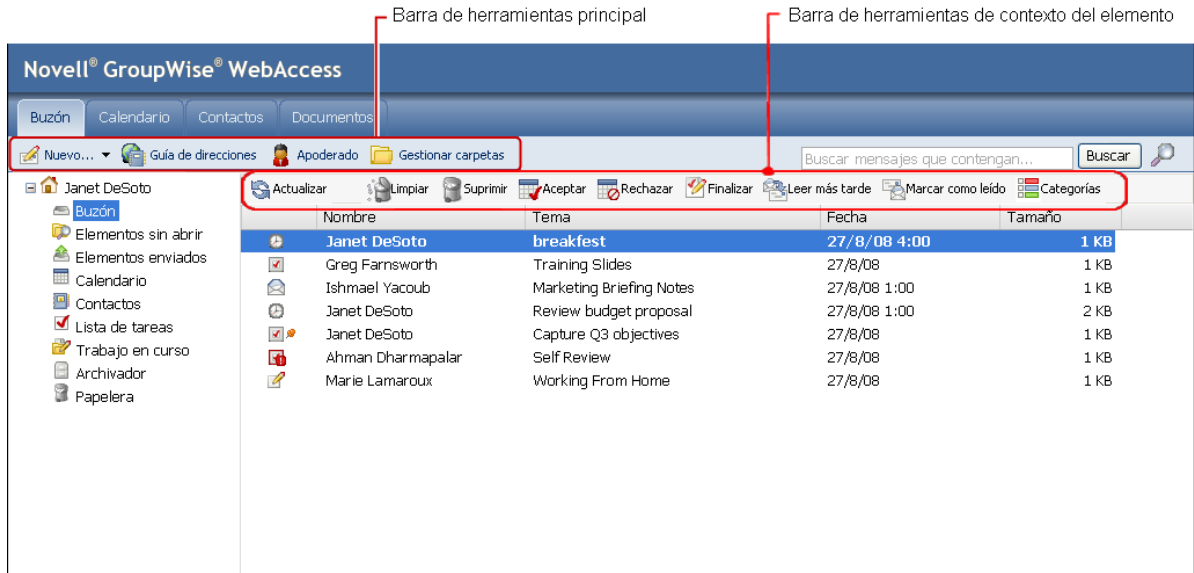 Barra de herramientas principal
Barra de herramientas de contexto del elemento
Novell® GroupWise® WebAccess
Buzón Calendario Contactos Documentos
Nuevo... Guía de direcciones Apoderado Gestionar carpetas Buscar mensajes que contengan... Buscar
Actualizar Limpiar Suprimir Aceptar Rechazar Finalizar Leer más tarde Marcar como leído Categorías
Janet DeSoto
Buzón
Elementos sin abrir
Elementos enviados
Calendario
Contactos
Lista de tareas
Trabajo en curso
Archivador
Papelera
Nombre Tema Fecha Tamaño
Janet DeSoto breakfest 27/8/08 4:00 1 KB
Greg Farnsworth Training Slides 27/8/08 1 KB
Ishmael Yacoub Marketing Briefing Notes 27/8/08 1:00 1 KB
Janet DeSoto Review budget proposal 27/8/08 1:00 2 KB
Janet DeSoto Capture Q3 objectives 27/8/08 1 KB
Ahman Dharmapalar Self Review 27/8/08 1 KB
Marie Lamaroux Working From Home 27/8/08 1 KB